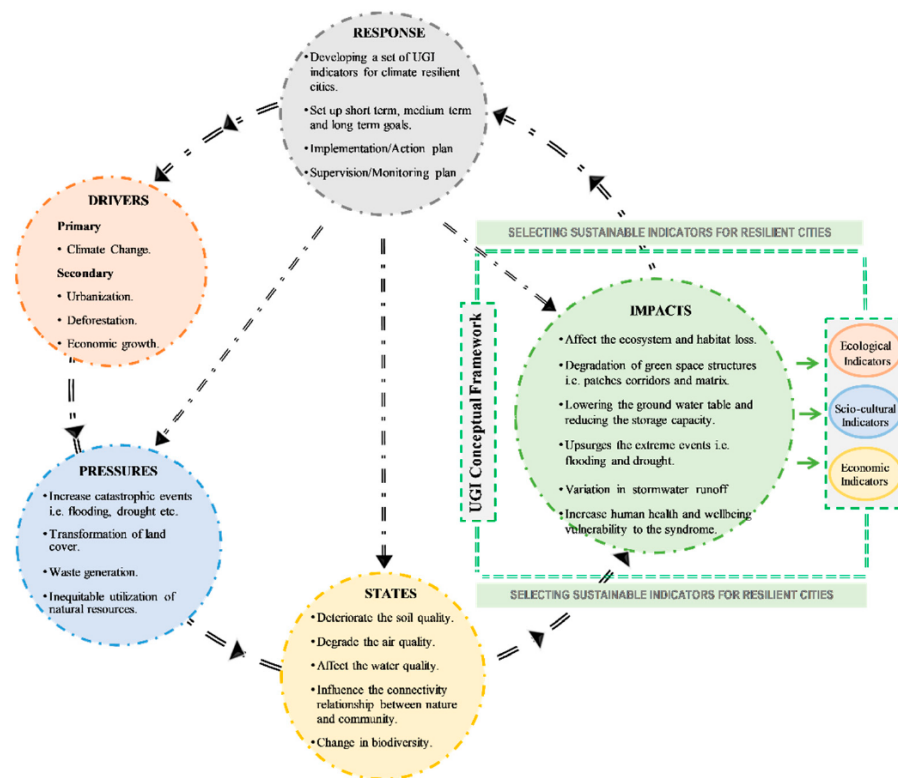 RESPONSE
•Developing a set of UGI
indicators for climate resilient
cities.
•Set up short term, medium term
and long term goals.
•Implementation/Action plan
•Supervision/Monitoring plan
DRIVERS
Primary
• Climate Change.
Secondary
• Urbanization.
• Deforestation.
• Economic growth.
PRESSURES
•Increase catastrophic events
i.e. flooding, drought etc.
•Transformation of land
cover.
•Waste generation.
•Inequitable utilization of
natural resources.
STATES
•Deteriorate the soil quality.
•Degrade the air quality.
•Affect the water quality.
•Influence the connectivity
relationship between nature
and community.
•Change in biodiversity.
SELECTING SUSTAINABLE INDICATORS FOR RESILIENT CITIES
UGI Conceptual Framework
IMPACTS
•Affect the ecosystem and habitat loss.
•Degradation of green space structures
i.e. patches corridors and matrix.
•Lowering the ground water table and
reducing the storage capacity.
•Upsurges the extreme events i.e.
flooding and drought.
•Variation in stormwater runoff
•Increase human health and wellbeing
vulnerability to the syndrome.
Ecological
Indicators
Scio-cultural
Indicators
Economic
Indicators
SELECTING SUSTAINABLE INDICATORS FOR RESILIENT CITIES